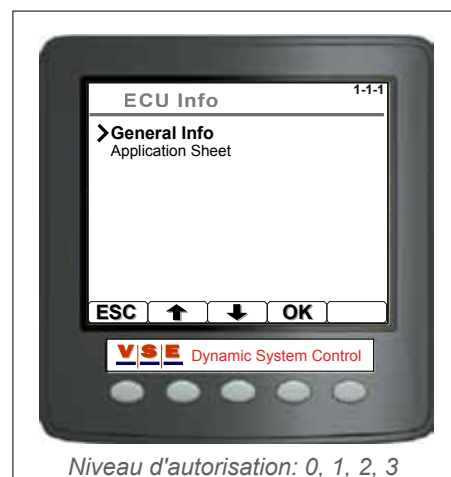 ECU Info
1-1-1
General Info
Application Sheet
ESC OK
VSE Dynamic System Control
Niveau d'autorisation: 0, 1, 2, 3